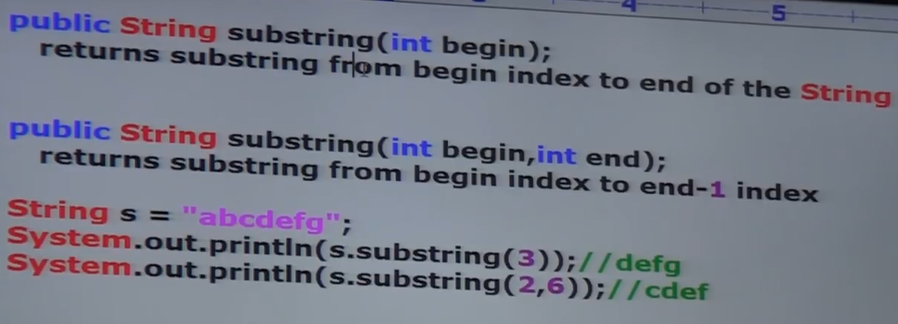 4 5
public String substring(int begin);
returns substring from begin index to end of the String
public String substring(int begin,int end);
returns substring from begin index to end-1 index
String s = "abcdefg";
System.out.println(s.substring(3));//defg
System.out.println(s.substring(2,6));//cdef